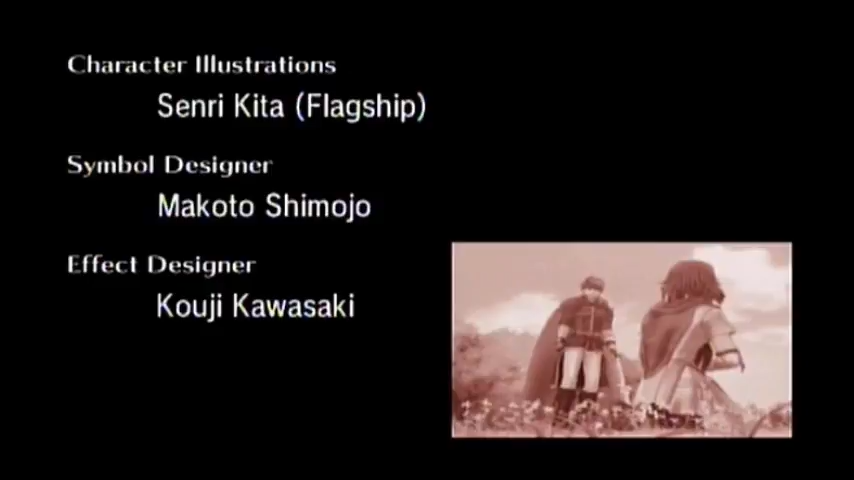 Character Illustrations
Senri Kita (Flagship)
Symbol Designer
Makoto Shimojo
Effect Designer
Kouji Kawasaki